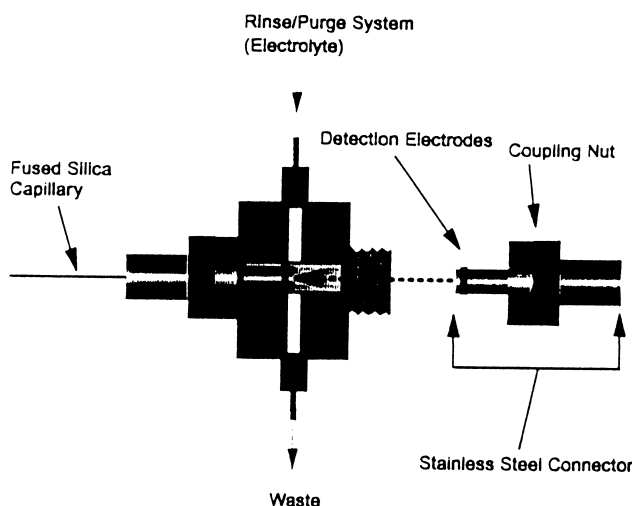 Rinse/Purge System
(Electrolyte)
Detection Electrodes
Coupling Nut
Fused Silica
Capillary
Stainless Steel Connector
Waste